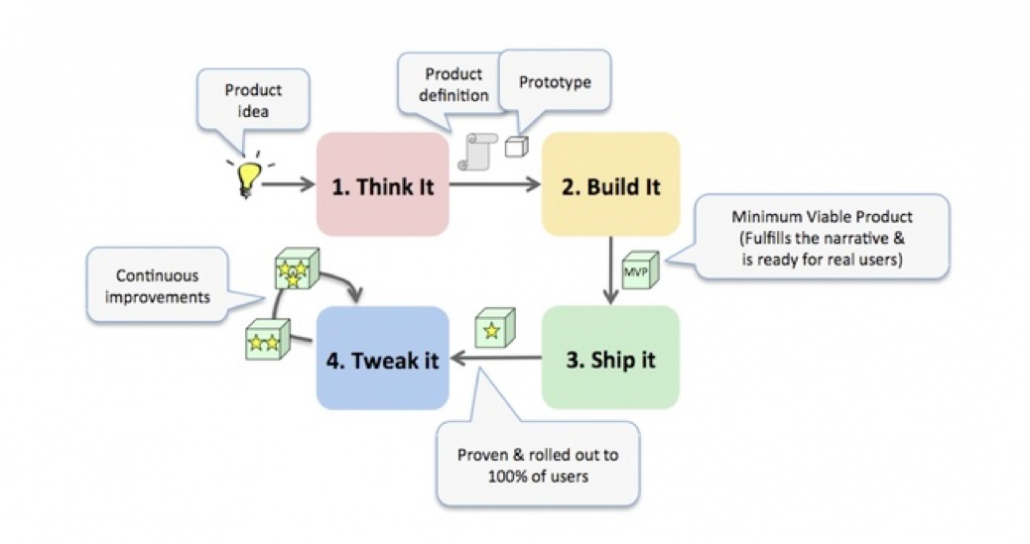 Product
idea
Product
definition
Prototype
1. Think It
2. Build It
Minimum Viable Product
(Fulfills the narrative &
is ready for real users)
MVP
Continuous
improvements
4. Tweak it
3. Ship it
Proven & rolled out to
100% of users